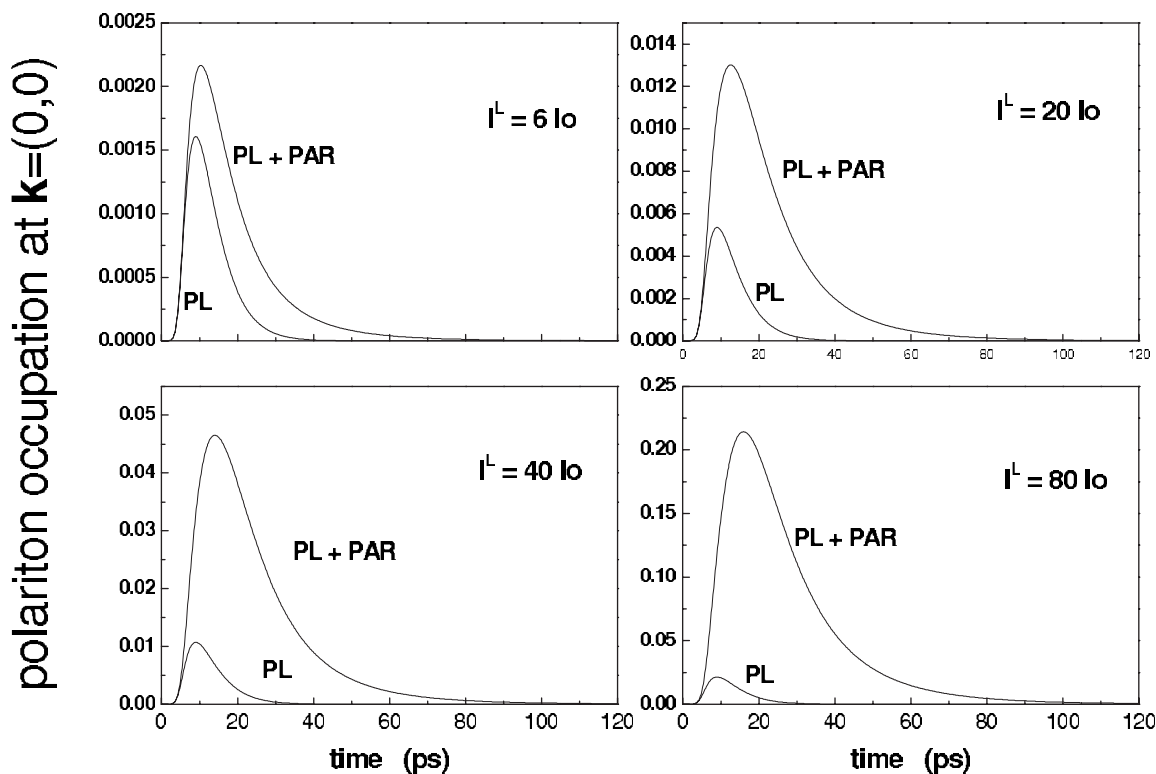 polariton occupation at k=(0,0)
0.0025
0.0020
0.0015
0.0010
0.0005
0.0000
I^L = 6 Io
PL + PAR
PL
0.014
0.012
0.010
0.008
0.006
0.004
0.002
0.000
0 20 40 60 80 100 120
I^L = 20 Io
PL + PAR
PL
0.05
0.04
0.03
0.02
0.01
0.00
0 20 40 60 80 100 120
time (ps)
I^L = 40 Io
PL + PAR
PL
0.25
0.20
0.15
0.10
0.05
0.00
0 20 40 60 80 100 120
time (ps)
I^L = 80 Io
PL + PAR
PL